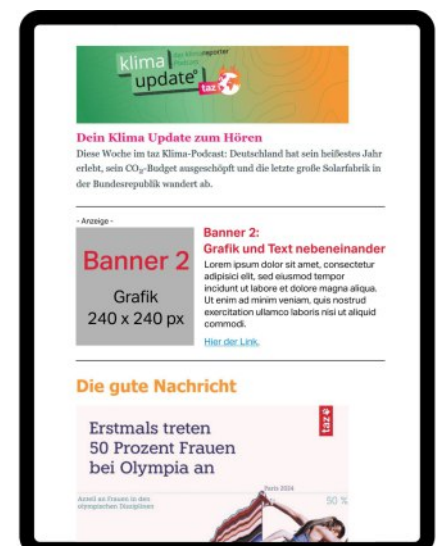 klima
update°
der klimareporter
Podcast
taz
Dein Klima Update zum Hören
Diese Woche im taz Klima-Podcast: Deutschland hat sein heißestes Jahr
erlebt, sein CO₂-Budget ausgeschöpft und die letzte große Solarfabrik in
der Bundesrepublik wandert ab.
- Anzeige -
Banner 2
Grafik
240 x 240 px
Banner 2:
Grafik und Text nebeneinander
Lorem ipsum dolor sit amet, consectetur
adipisici elit, sed eiusmod tempor
incidunt ut labore et dolore magna aliqua.
Ut enim ad minim veniam, quis nostrud
exercitation ullamco laboris nisi ut aliquid
commodi.
Hier der Link.
Die gute Nachricht
Erstmals treten
50 Prozent Frauen
bei Olympia an
taz
Anteil an Frauen in den
olympischen Disziplinen
Paris 2024
50 %